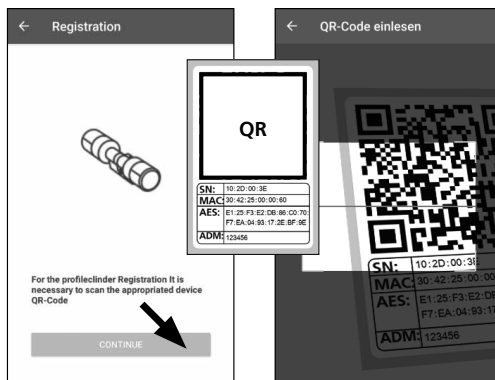 Registration
For the profileclinder Registration It is
necessary to scan the appropriated device
QR-Code
CONTINUE
QR
SN: 10:2D:00:3E
MAC: 30:42:25:00:00:60
AES: E1:25:F3:E2:DB:86:C0:70:
F7:EA:04:93:17:2E:BF:9E
ADM: 123456
QR-Code einlesen
SN: 10:2D:00:3E
MAC: 30:42:25:00:00
AES: E1:25:F3:E2:DB
F7:EA:04:93:17
ADM: 123456